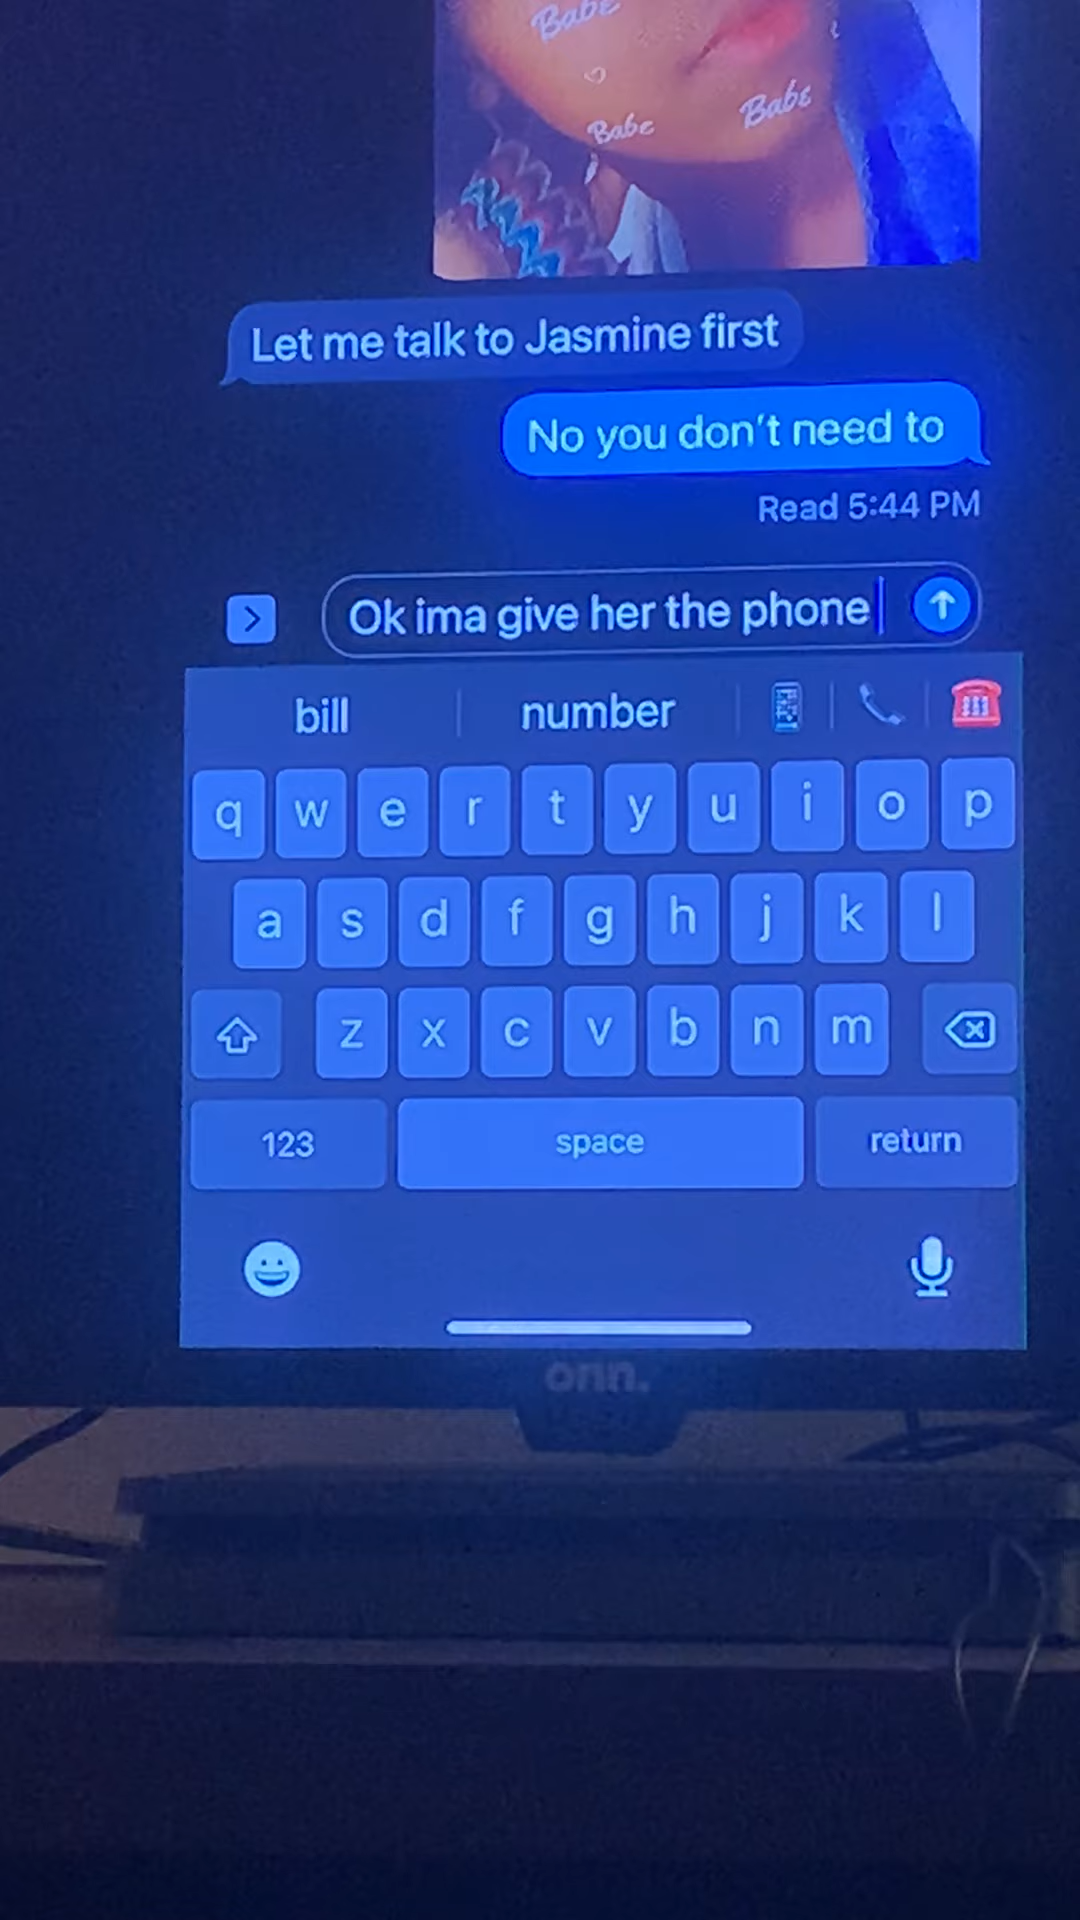 Babe
Babe
Babe
Let me talk to Jasmine first
No you don't need to
Read 5:44 PM
Ok ima give her the phone
bill number
q w e r t y u i o p
a s d f g h j k l
z x c v b n m
123 space return
onn.